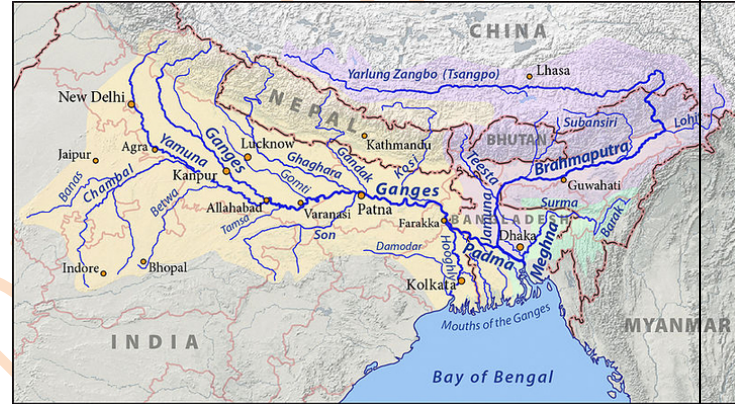 CHINA
Yarlung Zangbo (Tsangpo)
Lhasa
New Delhi
NEPAL
Subansiri
Lohit
Kathmandu
BHUTAN
Agra
Yamuna
Ganges
Lucknow
Ghaghara
Gandak
Kosi
Teesta
Brahmaputra
Jaipur
Banas
Chambal
Kanpur
Gomti
Ganges
Guwahati
Betwa
Allahabad
Varanasi
Patna
Farakka
BANGLADESH
Jamuna
Surma
Barak
Tamsa
Son
Damodar
Hooghly
Padma
Dhaka
Meghna
Indore
Bhopal
Kolkata
Mouths of the Ganges
INDIA
MYANMAR
Bay of Bengal